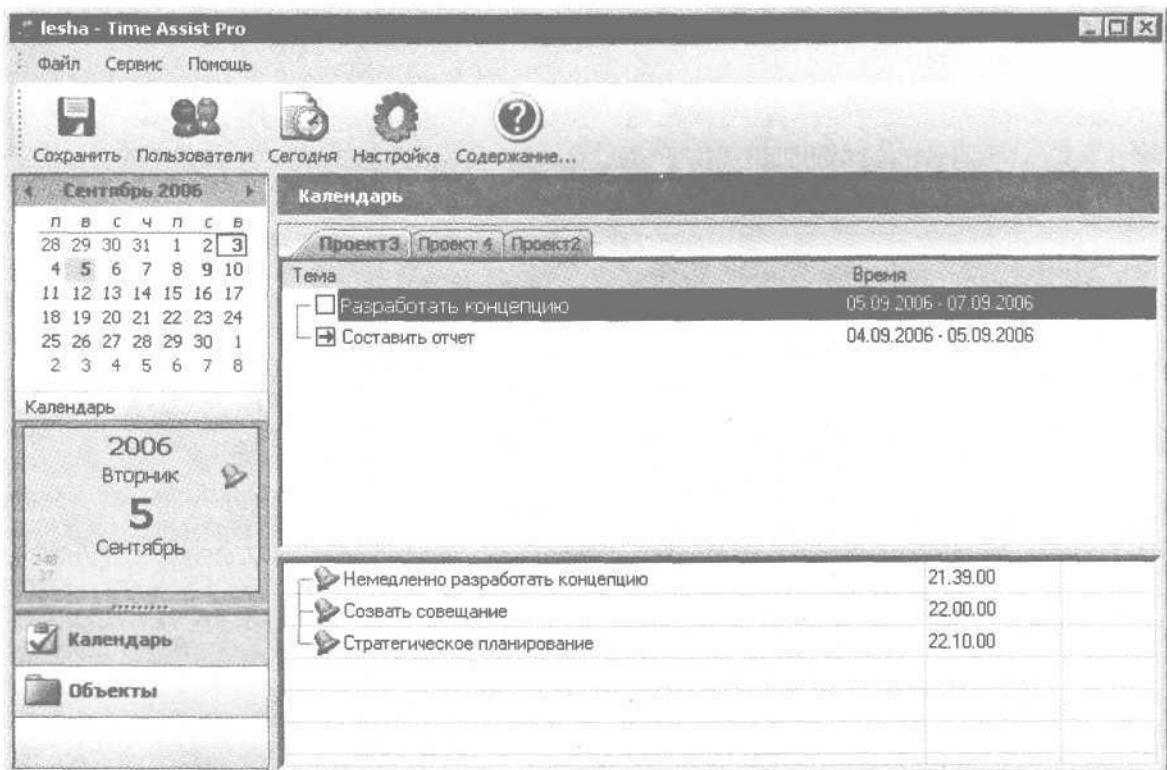 lesha - Time Assist Pro
Файл Сервис Помощь
Сохранить Пользователи Сегодня Настройка Содержание...
Сентябрь 2006
П В С Ч П С В
28 29 30 31 1 2 3
4 5 6 7 8 9 10
11 12 13 14 15 16 17
18 19 20 21 22 23 24
25 26 27 28 29 30 1
2 3 4 5 6 7 8
Календарь
2006
Вторник
5
Сентябрь
248
37
Календарь
Объекты
Календарь
Проект3 Проект 4 Проект2
Тема Время
Разработать концепцию 05.09.2006 - 07.09.2006
Составить отчет 04.09.2006 - 05.09.2006
Немедленно разработать концепцию 21.39.00
Созвать совещание 22.00.00
Стратегическое планирование 22.10.00